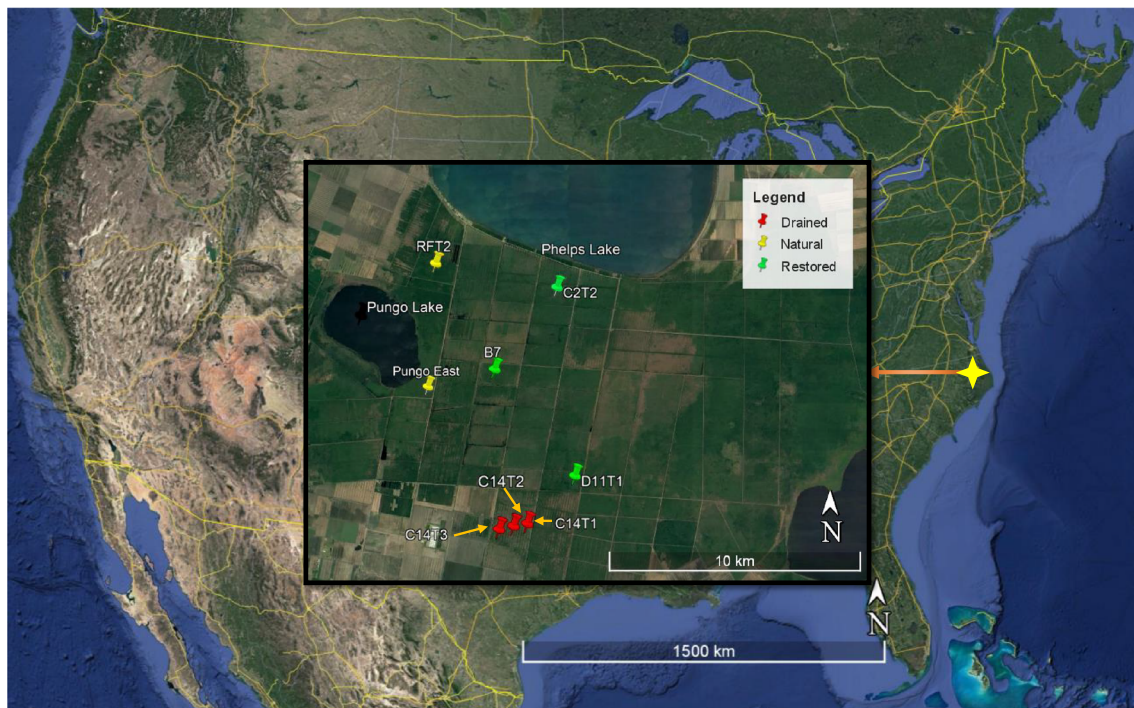 Legend
Drained
Natural
Restored
RFT2
Phelps Lake
C2T2
Pungo Lake
B7
Pungo East
C14T2
D11T1
C14T3
C14T1
N
10 km
N
1500 km